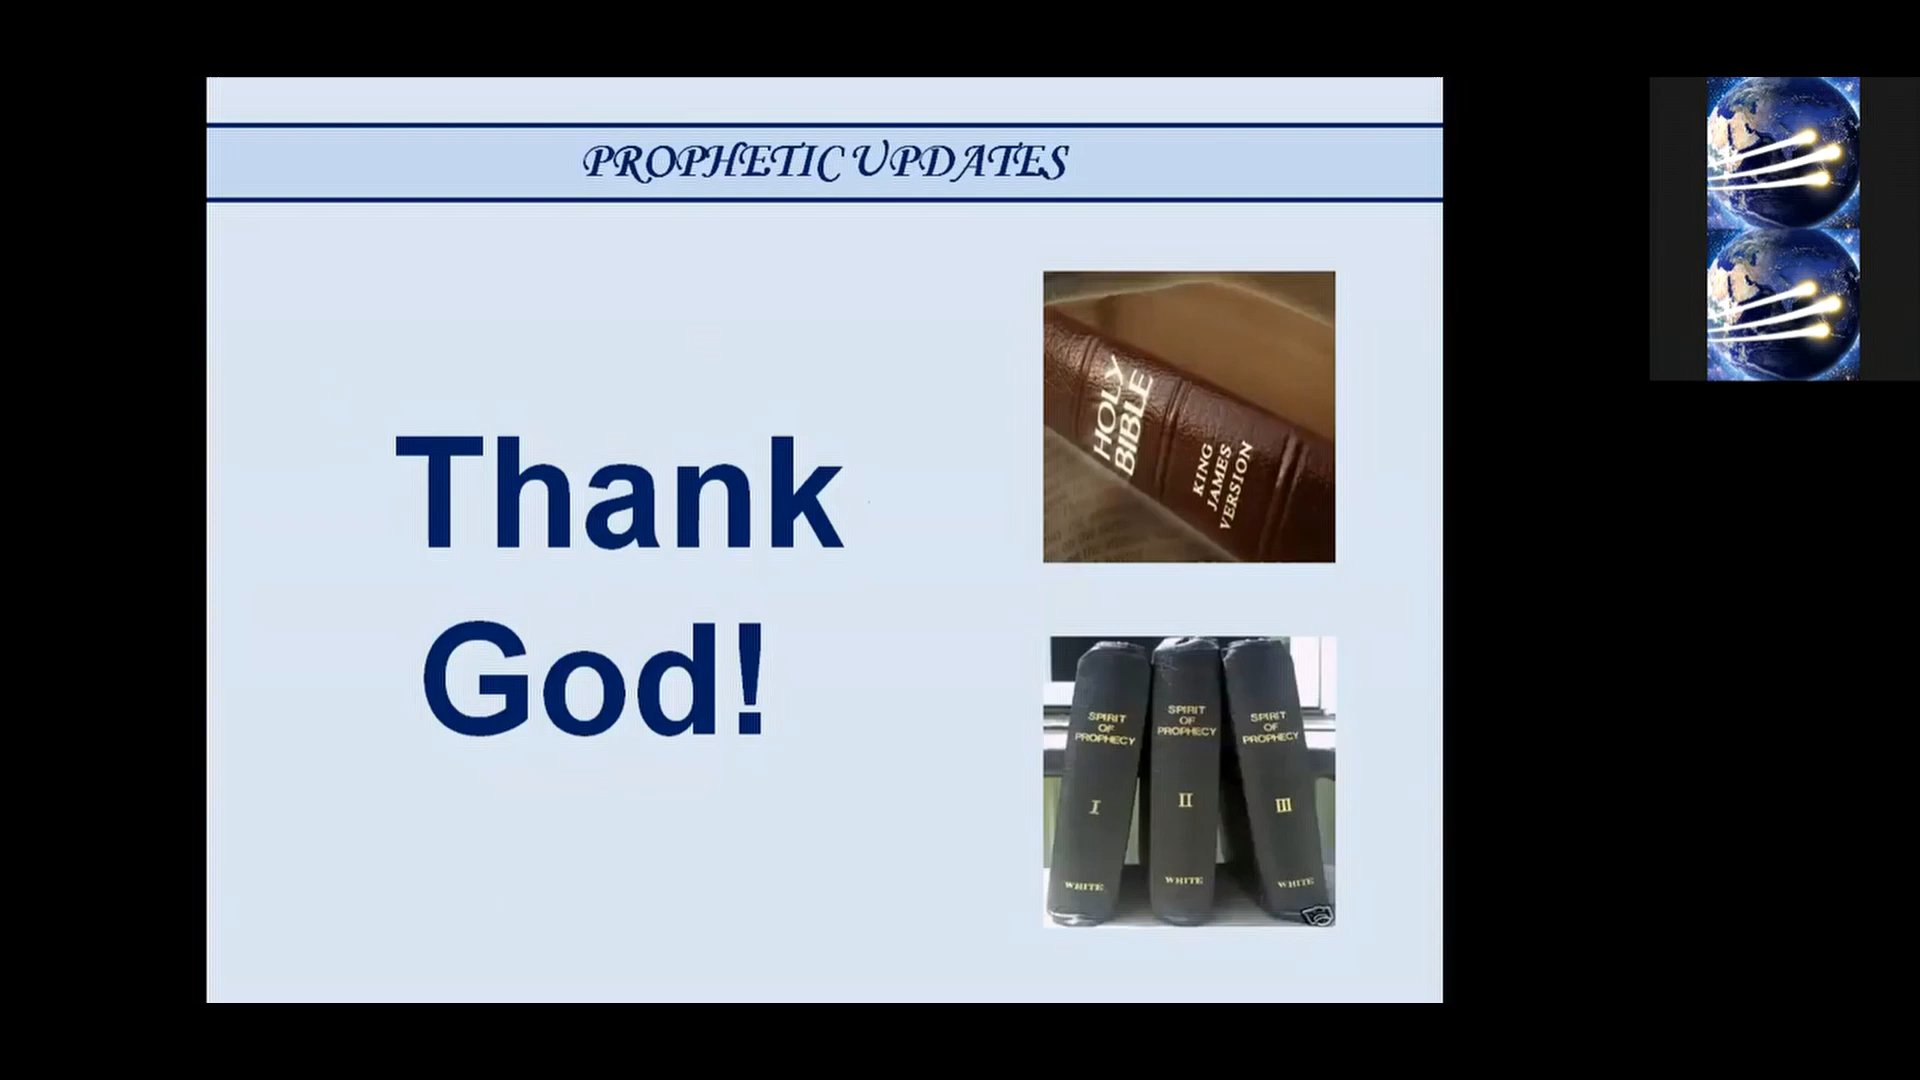 PROPHETIC UPDATES
Thank
God!
HOLY
BIBLE
KING
JAMES
VERSION
SPIRIT
OF
PROPHECY
I
WHITE
SPIRIT
OF
PROPHECY
II
WHITE
SPIRIT
OF
PROPHECY
III
WHITE